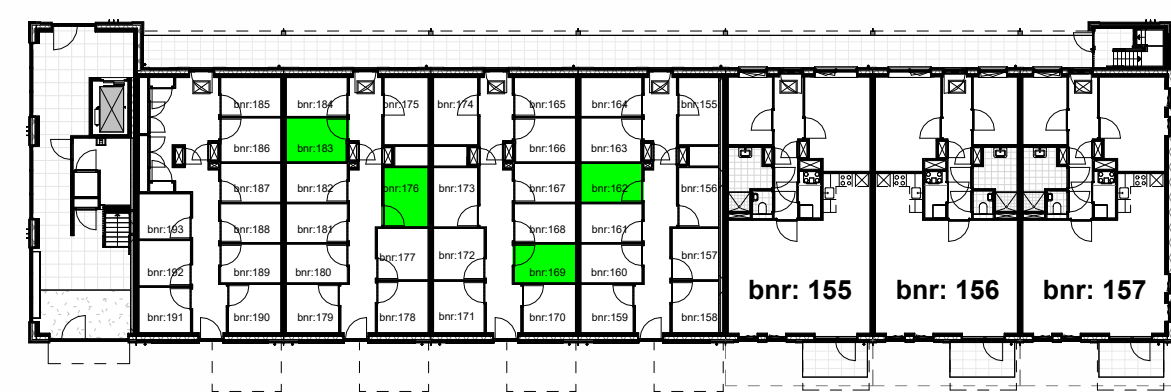 bnr:185 bnr:184 bnr:175 bnr:174 bnr:165 bnr:164 bnr:155
bnr:186 bnr:183 bnr:166 bnr:163
bnr:187 bnr:182 bnr:176 bnr:173 bnr:167 bnr:162 bnr:156
bnr:193 bnr:188 bnr:181 bnr:168 bnr:161
bnr:192 bnr:189 bnr:180 bnr:177 bnr:172 bnr:169 bnr:160 bnr:157
bnr:191 bnr:190 bnr:179 bnr:178 bnr:171 bnr:170 bnr:159 bnr:158
bnr: 155 bnr: 156 bnr: 157